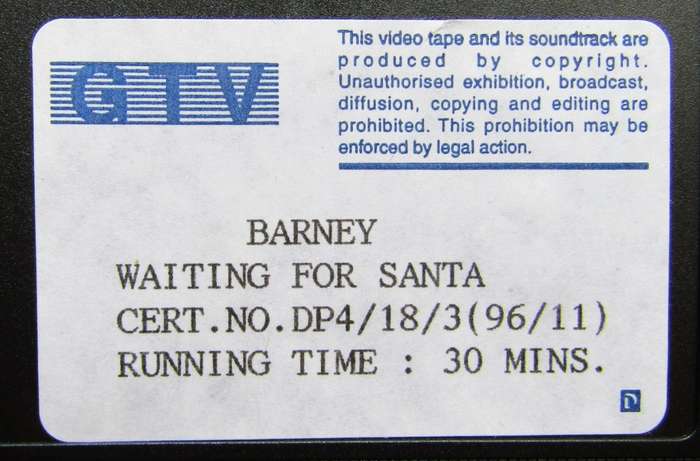 GTV
This video tape and its soundtrack are
produced by copyright.
Unauthorised exhibition, broadcast,
diffusion, copying and editing are
prohibited. This prohibition may be
enforced by legal action.
BARNEY
WAITING FOR SANTA
CERT.NO.DP4/18/3(96/11)
RUNNING TIME : 30 MINS.
D